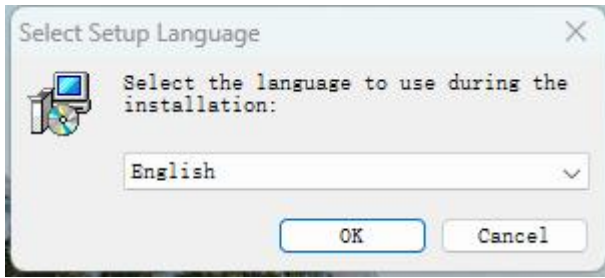 Select Setup Language
Select the language to use during the
installation:
English
OK
Cancel